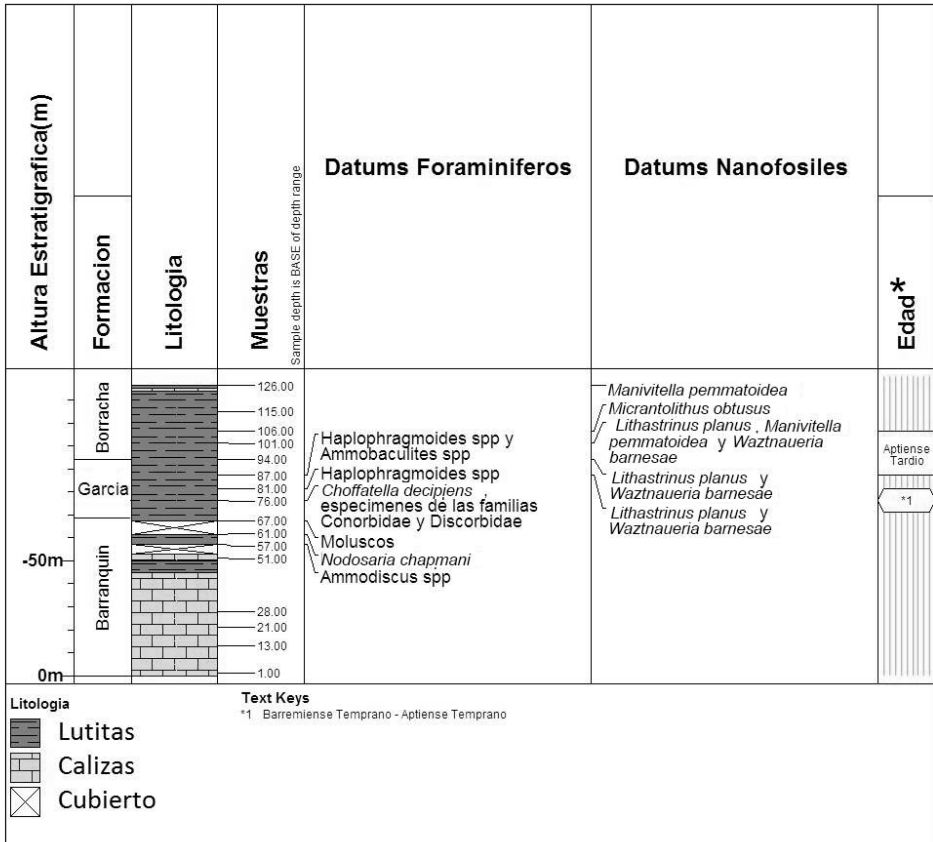 Altura Estratigrafica(m)
Formacion
Litologia
Muestras
Sample depth is BASE of depth range
Datums Foraminiferos
Datums Nanofosiles
Edad*
Borracha
Garcia
Barranquin
-50m
0m
126.00
115.00
106.00
101.00
94.00
87.00
81.00
76.00
67.00
61.00
57.00
51.00
28.00
21.00
13.00
1.00
Haplophragmoides spp y
Ammobaculites spp
Haplophragmoides spp
Choffatella decipiens ,
especimenes de las familias
Conorbidae y Discorbidae
Moluscos
Nodosaria chapmani
Ammodiscus spp
Manivitella pemmatoidea
Micrantolithus obtusus
Lithastrinus planus , Manivitella
pemmatoidea y Waztnaueria
barnesae
Lithastrinus planus y
Waztnaueria barnesae
Lithastrinus planus y
Waztnaueria barnesae
Aptiense
Tardio
*1
Litologia
Lutitas
Calizas
Cubierto
Text Keys
*1 Barremiense Temprano - Aptiense Temprano